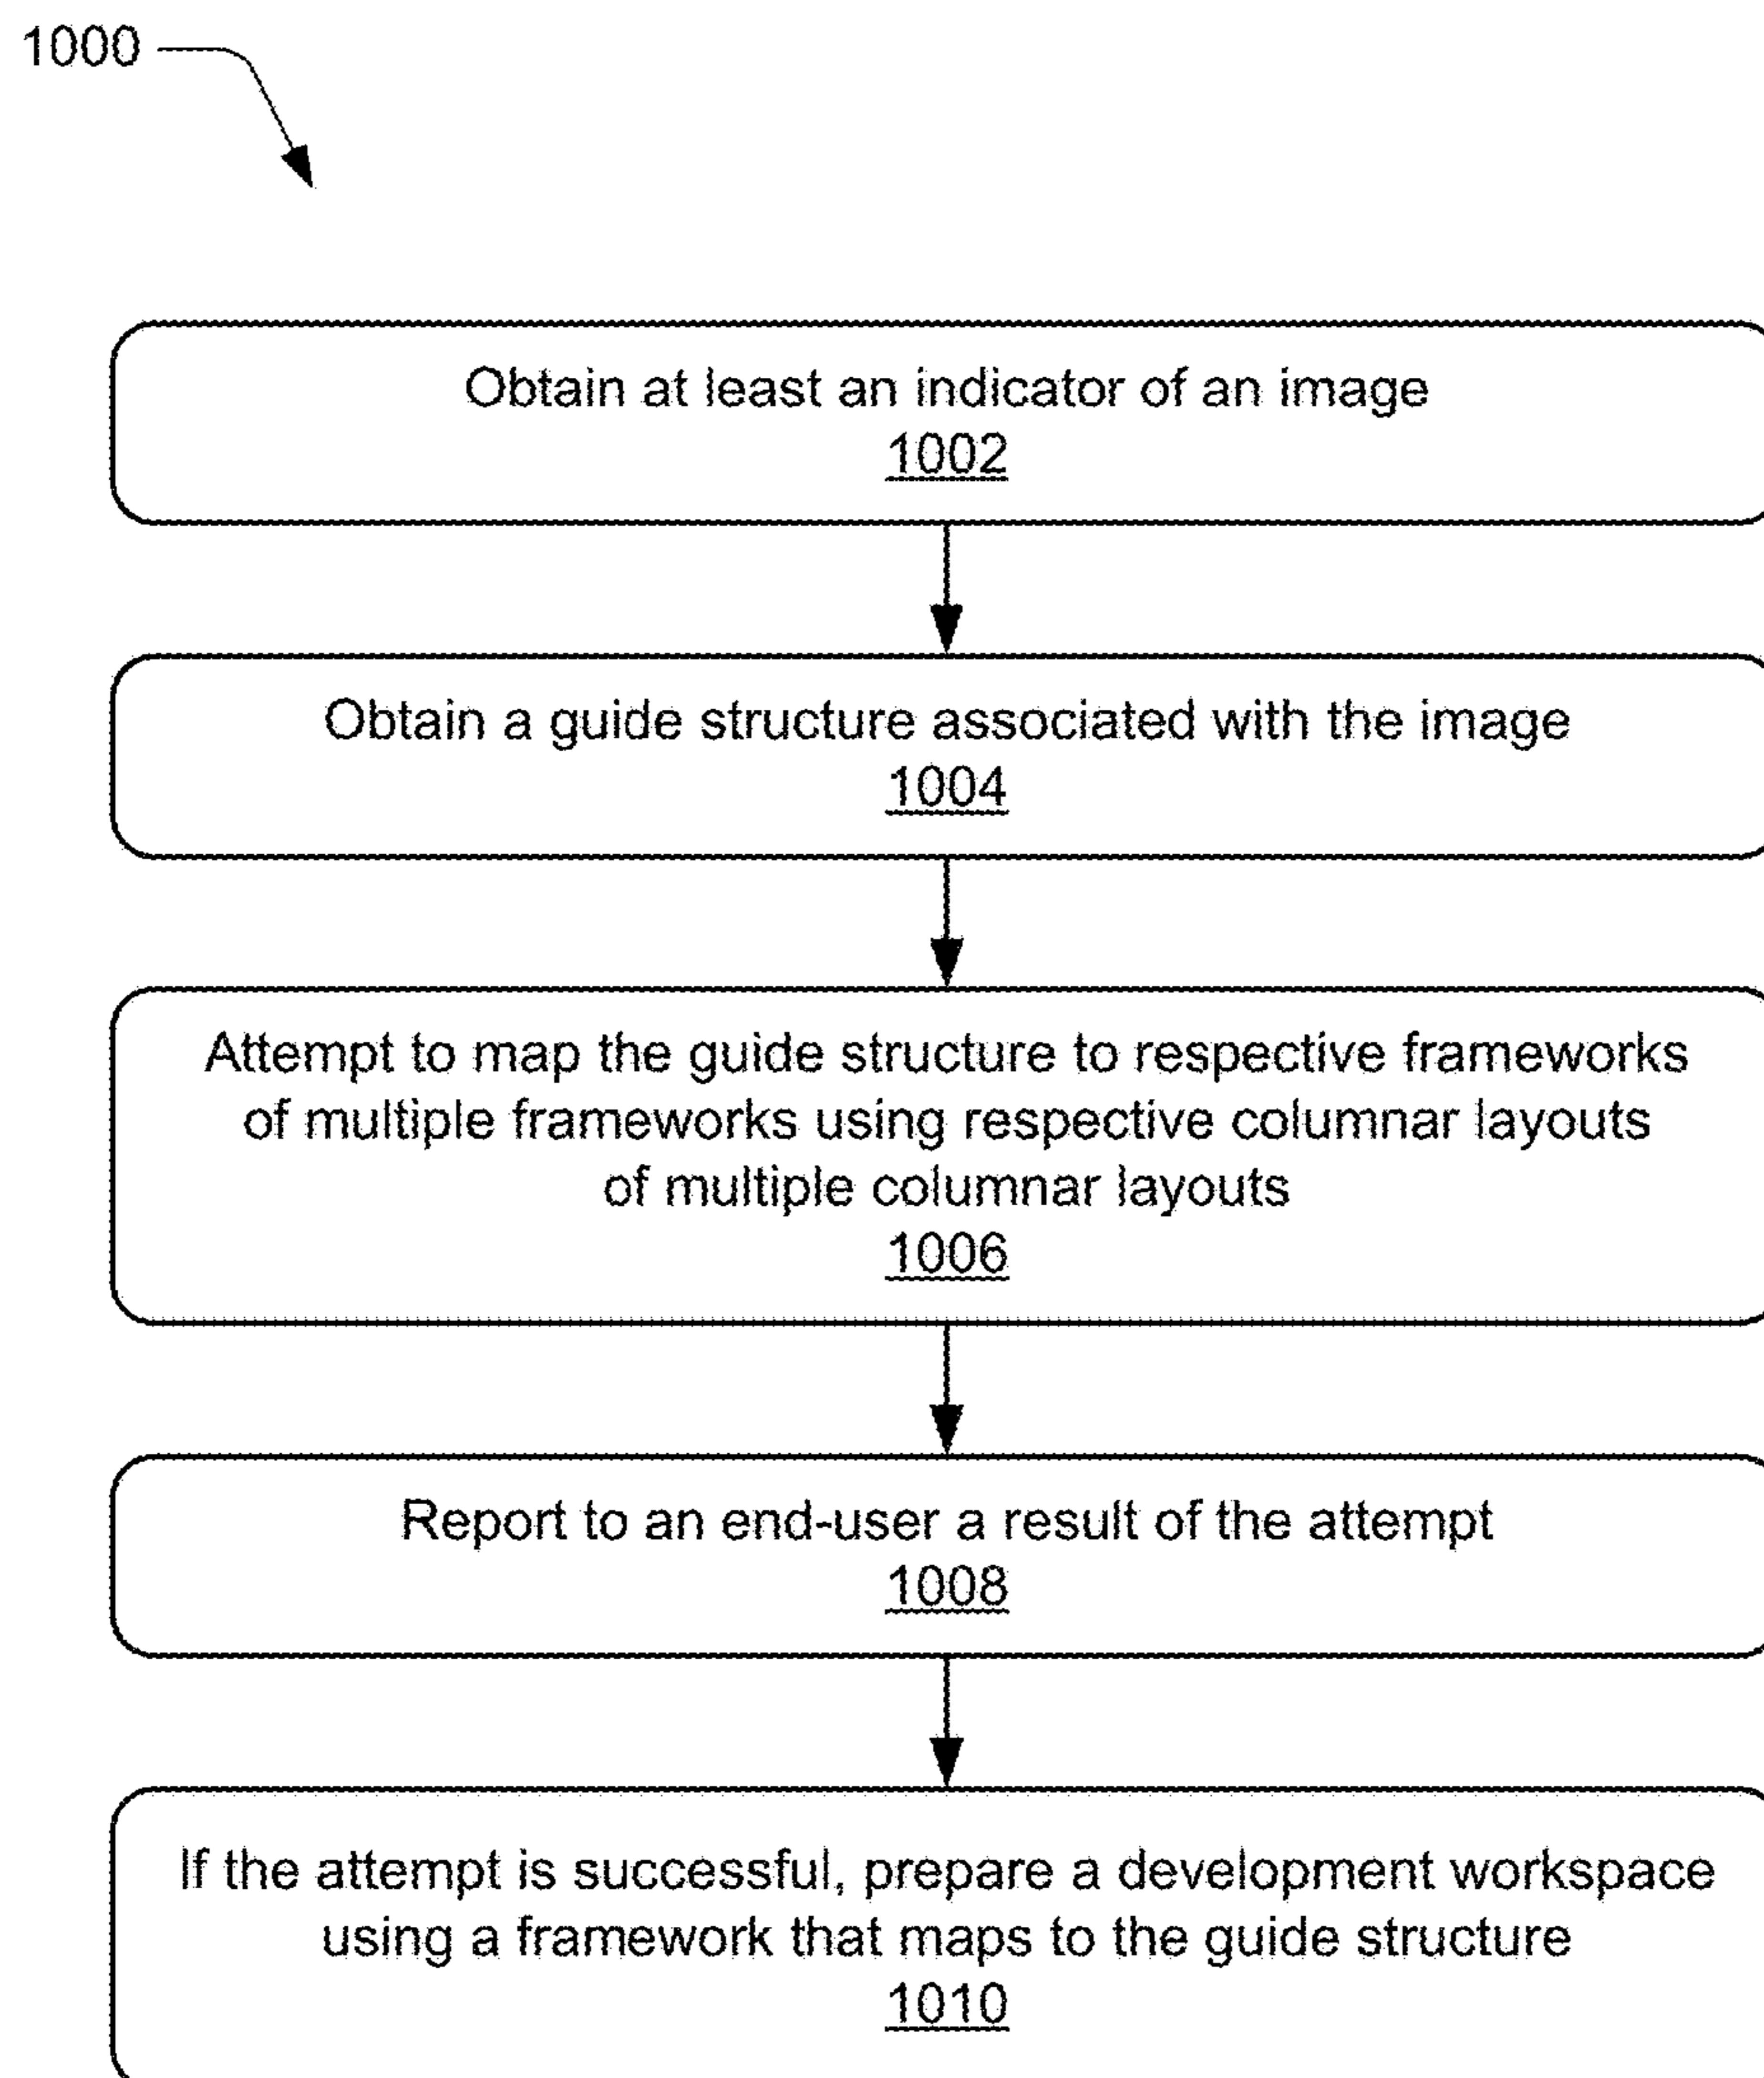 1000
Obtain at least an indicator of an image
1002
Obtain a guide structure associated with the image
1004
Attempt to map the guide structure to respective frameworks
of multiple frameworks using respective columnar layouts
of multiple columnar layouts
1006
Report to an end-user a result of the attempt
1008
If the attempt is successful, prepare a development workspace
using a framework that maps to the guide structure
1010